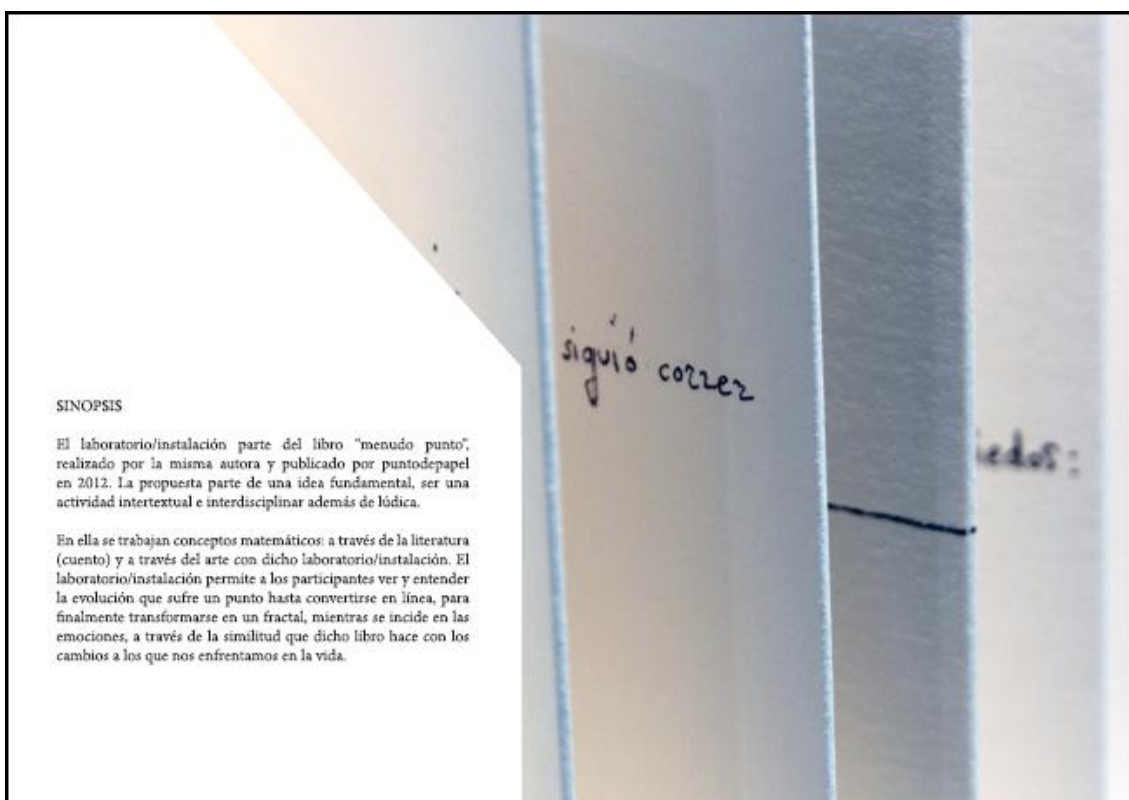 SINOPSIS
El laboratorio/instalación parte del libro "menudo punto",
realizado por la misma autora y publicado por puntodepapel
en 2012. La propuesta parte de una idea fundamental, ser una
actividad intertextual e interdisciplinar además de lúdica.
En ella se trabajan conceptos matemáticos: a través de la literatura
(cuento) y a través del arte con dicho laboratorio/instalación. El
laboratorio/instalación permite a los participantes ver y entender
la evolución que sufre un punto hasta convertirse en línea, para
finalmente transformarse en un fractal, mientras se incide en las
emociones, a través de la similitud que dicho libro hace con los
cambios a los que nos enfrentamos en la vida.
siguió correr
iedos: